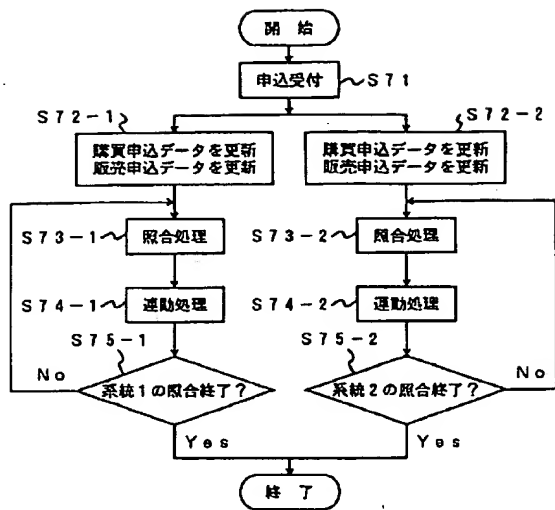 開 始
申込受付
S71
S72-1
S72-2
購買申込データを更新
販売申込データを更新
購買申込データを更新
販売申込データを更新
S73-1
照合処理
S73-2
照合処理
S74-1
連動処理
S74-2
連動処理
S75-1
S75-2
No
系統1の照合終了?
系統2の照合終了?
No
Yes
Yes
終 了